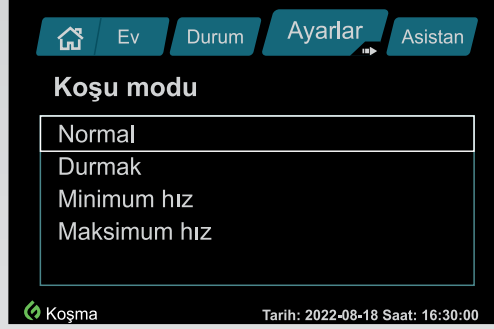 Ev Durum Ayarlar Asistan
Koşu modu
Normal
Durmak
Minimum hız
Maksimum hız
Koşma Tarih: 2022-08-18 Saat: 16:30:00